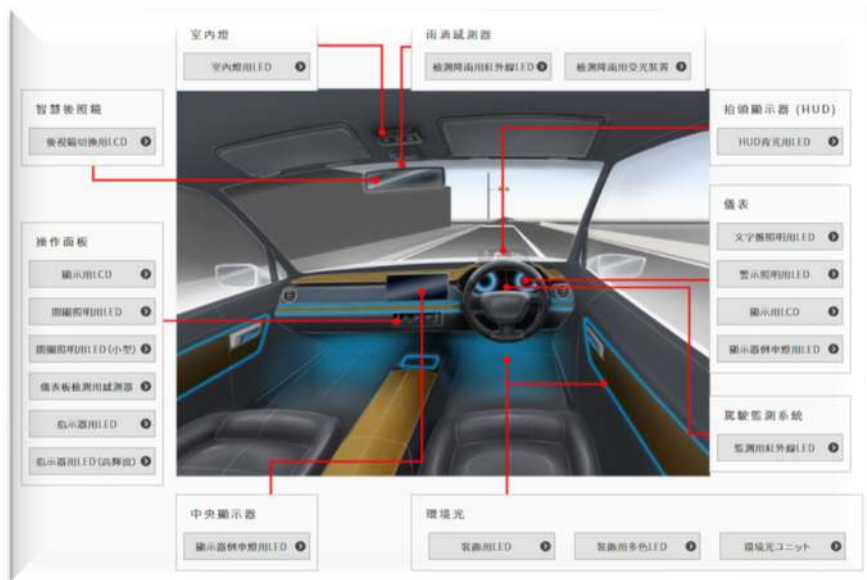 室內燈
室內燈用LED
雨滴感測器
檢測降雨用紅外線LED
檢測降雨用受光裝置
智慧後照鏡
後視鏡切換用LCD
抬頭顯示器 (HUD)
HUD背光用LED
儀表
文字盤照明用LED
警示照明用LED
顯示用LCD
顯示器側車燈用LED
操作面板
顯示用LCD
開關照明用LED
開關照明用LED(小型)
儀表板檢測用感測器
指示器用LED
指示器用LED(高輝面)
駕駛監測系統
監測用紅外線LED
中央顯示器
顯示器側車燈用LED
環境光
裝飾用LED
裝飾用多色LED
環境光ユニット